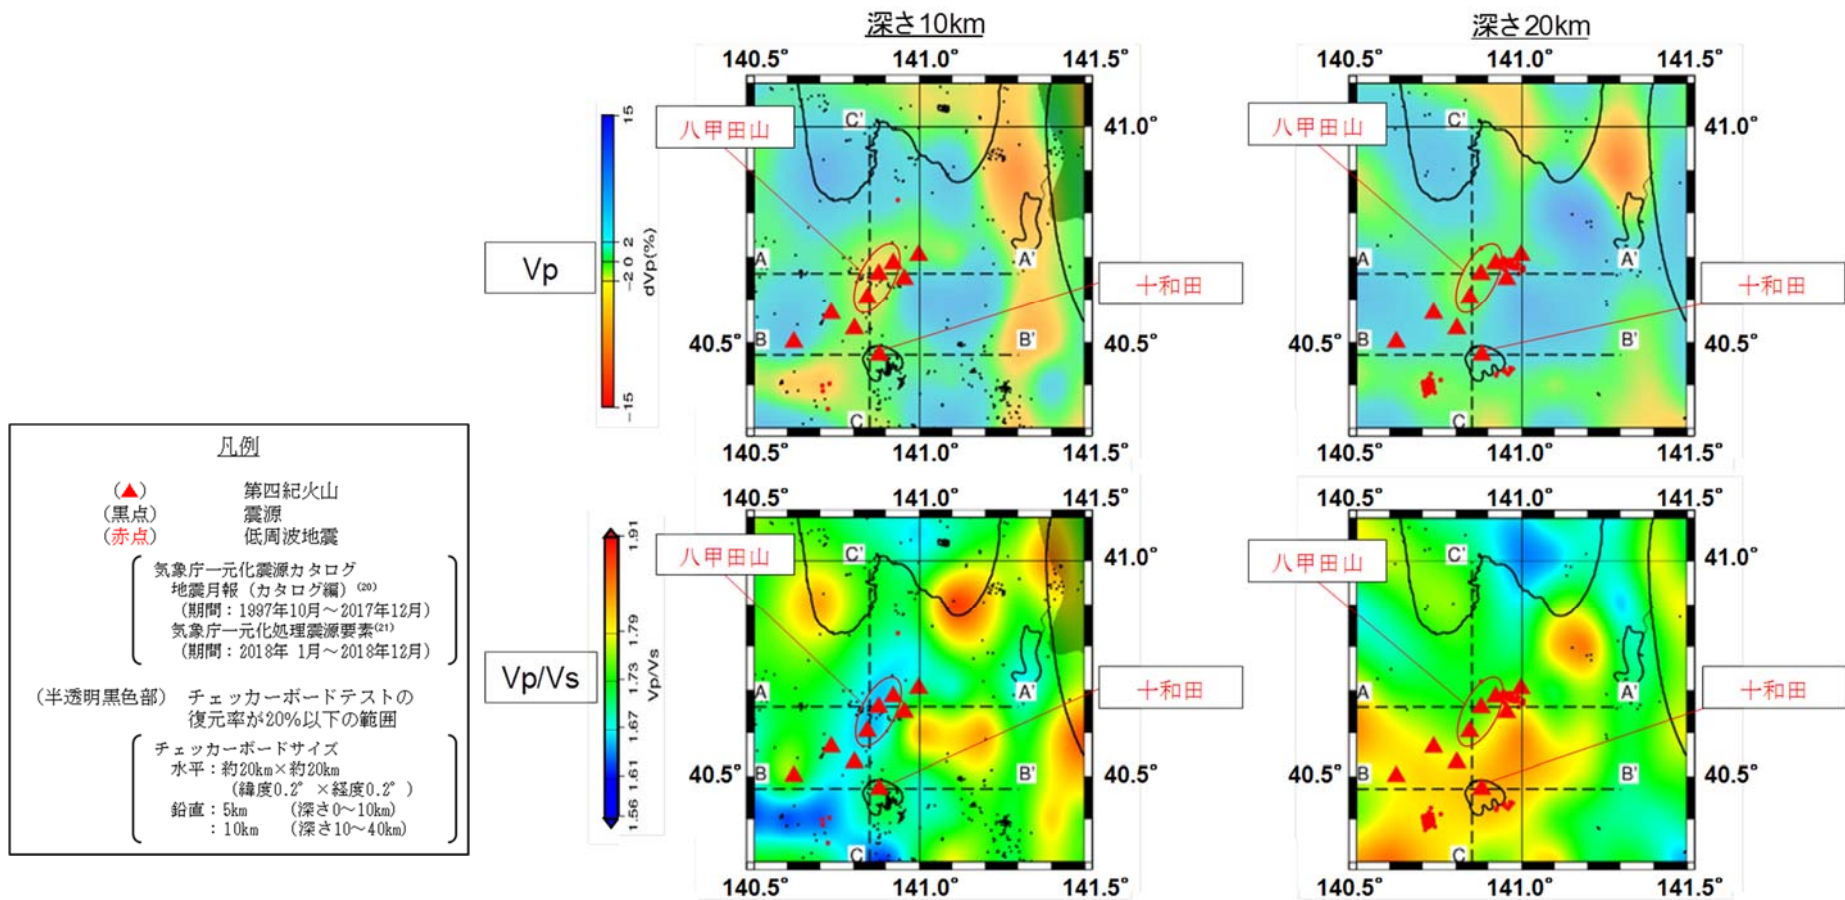 深さ10km
深さ20km
140.5° 141.0° 141.5°
140.5° 141.0° 141.5°
八甲田山
C'
41.0°
八甲田山
C'
41.0°
15
2
0
-2
-15
dVp(%)
Vp
A
A'
十和田
A
A'
十和田
40.5°
B
B'
40.5°
40.5°
B
B'
40.5°
C
C
140.5° 141.0° 141.5°
140.5° 141.0° 141.5°
140.5° 141.0° 141.5°
140.5° 141.0° 141.5°
八甲田山
C'
41.0°
八甲田山
C'
41.0°
1.91
1.79
1.73
1.67
1.61
1.56
Vp/Vs
Vp/Vs
A
A'
十和田
A
A'
十和田
40.5°
B
B'
40.5°
40.5°
B
B'
40.5°
C
C
140.5° 141.0° 141.5°
140.5° 141.0° 141.5°
凡例
(▲) 第四紀火山
(黒点) 震源
(赤点) 低周波地震
気象庁一元化震源カタログ
地震月報（カタログ編）(20)
（期間：1997年10月～2017年12月）
気象庁一元化処理震源要素(21)
（期間：2018年 1月～2018年12月）
(半透明黒色部) チェッカーボードテストの
復元率が20%以下の範囲
チェッカーボードサイズ
水平：約20km×約20km
（緯度0.2°×経度0.2°）
鉛直：5km （深さ0～10km）
：10km （深さ10～40km）